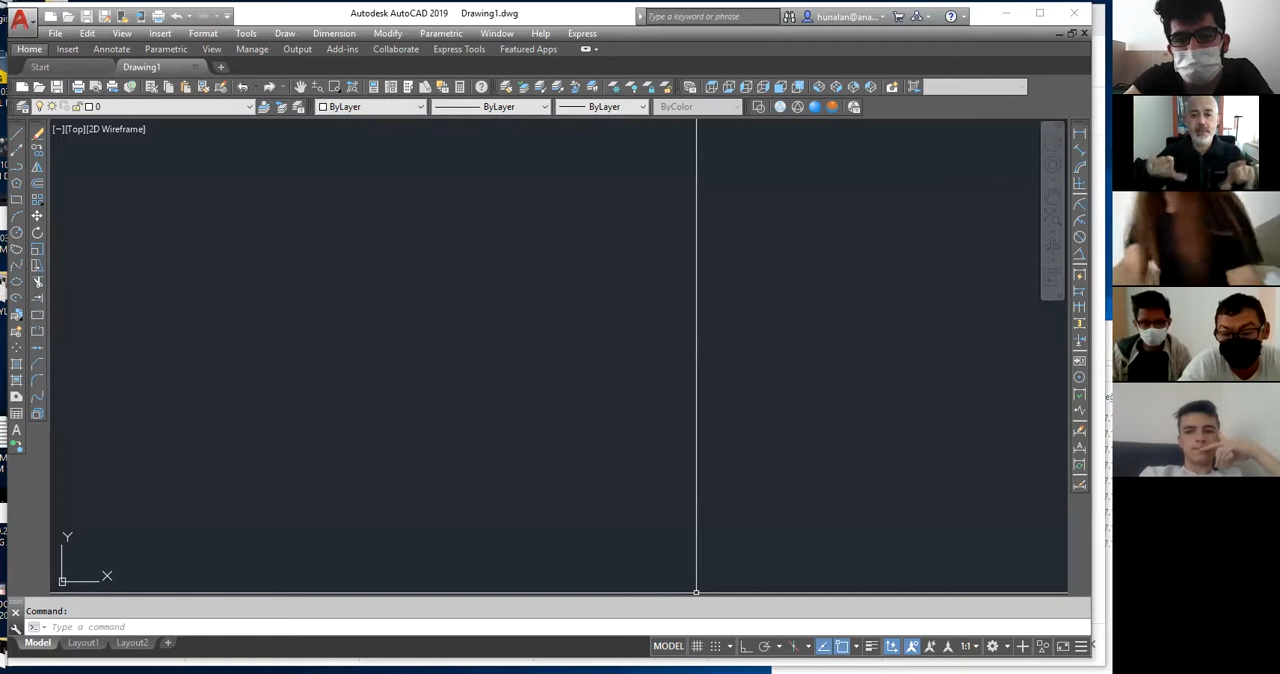 Autodesk AutoCAD 2019 Drawing1.dwg
Type a keyword or phrase
hunalan@ana...
File Edit View Insert Format Tools Draw Dimension Modify Parametric Window Help Express
Home Insert Annotate Parametric View Manage Output Add-ins Collaborate Express Tools Featured Apps
Start Drawing1
0 ByLayer ByLayer ByLayer ByColor
[−][Top][2D Wireframe]
Y
X
Command:
Type a command
Model Layout1 Layout2
MODEL 1:1